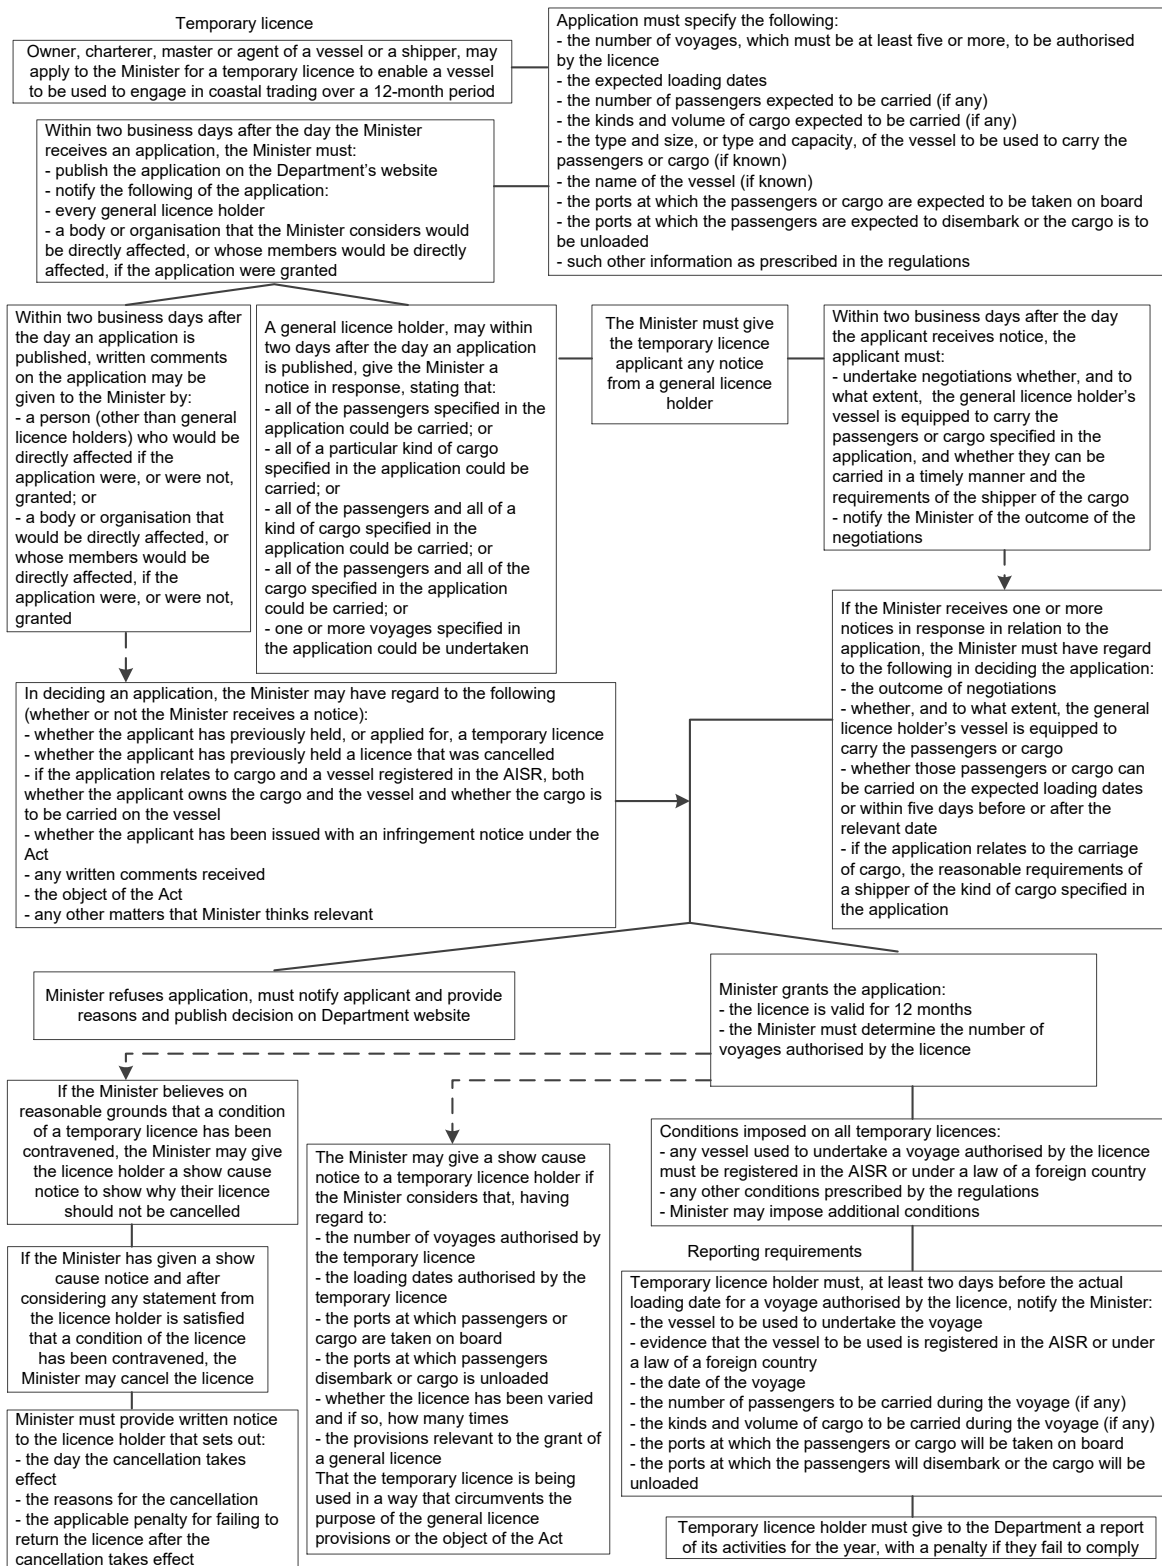 Temporary licence
Owner, charterer, master or agent of a vessel or a shipper, may
apply to the Minister for a temporary licence to enable a vessel
to be used to engage in coastal trading over a 12-month period
Application must specify the following:
- the number of voyages, which must be at least five or more, to be authorised
by the licence
- the expected loading dates
- the number of passengers expected to be carried (if any)
- the kinds and volume of cargo expected to be carried (if any)
- the type and size, or type and capacity, of the vessel to be used to carry the
passengers or cargo (if known)
- the name of the vessel (if known)
- the ports at which the passengers or cargo are expected to be taken on board
- the ports at which the passengers are expected to disembark or the cargo is to
be unloaded
- such other information as prescribed in the regulations
Within two business days after the day the Minister
receives an application, the Minister must:
- publish the application on the Department's website
- notify the following of the application:
- every general licence holder
- a body or organisation that the Minister considers would
be directly affected, or whose members would be directly
affected, if the application were granted
Within two business days after
the day an application is
published, written comments
on the application may be
given to the Minister by:
- a person (other than general
licence holders) who would be
directly affected if the
application were, or were not,
granted; or
- a body or organisation that
would be directly affected, or
whose members would be
directly affected, if the
application were, or were not,
granted
A general licence holder, may within
two days after the day an application
is published, give the Minister a
notice in response, stating that:
- all of the passengers specified in the
application could be carried; or
- all of a particular kind of cargo
specified in the application could be
carried; or
- all of the passengers and all of a
kind of cargo specified in the
application could be carried; or
- all of the passengers and all of the
cargo specified in the application
could be carried; or
- one or more voyages specified in
the application could be undertaken
The Minister must give
the temporary licence
applicant any notice
from a general licence
holder
Within two business days after the day
the applicant receives notice, the
applicant must:
- undertake negotiations whether, and to
what extent,  the general licence holder's
vessel is equipped to carry the
passengers or cargo specified in the
application, and whether they can be
carried in a timely manner and the
requirements of the shipper of the cargo
- notify the Minister of the outcome of the
negotiations
If the Minister receives one or more
notices in response in relation to the
application, the Minister must have regard
to the following in deciding the application:
- the outcome of negotiations
- whether, and to what extent, the general
licence holder's vessel is equipped to
carry the passengers or cargo
- whether those passengers or cargo can
be carried on the expected loading dates
or within five days before or after the
relevant date
- if the application relates to the carriage
of cargo, the reasonable requirements of
a shipper of the kind of cargo specified in
the application
In deciding an application, the Minister may have regard to the following
(whether or not the Minister receives a notice):
- whether the applicant has previously held, or applied for, a temporary licence
- whether the applicant has previously held a licence that was cancelled
- if the application relates to cargo and a vessel registered in the AISR, both
whether the applicant owns the cargo and the vessel and whether the cargo is
to be carried on the vessel
- whether the applicant has been issued with an infringement notice under the
Act
- any written comments received
- the object of the Act
- any other matters that Minister thinks relevant
Minister refuses application, must notify applicant and provide
reasons and publish decision on Department website
Minister grants the application:
- the licence is valid for 12 months
- the Minister must determine the number of
voyages authorised by the licence
If the Minister believes on
reasonable grounds that a condition
of a temporary licence has been
contravened, the Minister may give
the licence holder a show cause
notice to show why their licence
should not be cancelled
If the Minister has given a show
cause notice and after
considering any statement from
the licence holder is satisfied
that a condition of the licence
has been contravened, the
Minister may cancel the licence
Minister must provide written notice
to the licence holder that sets out:
- the day the cancellation takes
effect
- the reasons for the cancellation
- the applicable penalty for failing to
return the licence after the
cancellation takes effect
The Minister may give a show cause
notice to a temporary licence holder if
the Minister considers that, having
regard to:
- the number of voyages authorised by
the temporary licence
- the loading dates authorised by the
temporary licence
- the ports at which passengers or
cargo are taken on board
- the ports at which passengers
disembark or cargo is unloaded
- whether the licence has been varied
and if so, how many times
- the provisions relevant to the grant of
a general licence
That the temporary licence is being
used in a way that circumvents the
purpose of the general licence
provisions or the object of the Act
Conditions imposed on all temporary licences:
- any vessel used to undertake a voyage authorised by the licence
must be registered in the AISR or under a law of a foreign country
- any other conditions prescribed by the regulations
- Minister may impose additional conditions
Reporting requirements
Temporary licence holder must, at least two days before the actual
loading date for a voyage authorised by the licence, notify the Minister:
- the vessel to be used to undertake the voyage
- evidence that the vessel to be used is registered in the AISR or under
a law of a foreign country
- the date of the voyage
- the number of passengers to be carried during the voyage (if any)
- the kinds and volume of cargo to be carried during the voyage (if any)
- the ports at which the passengers or cargo will be taken on board
- the ports at which the passengers will disembark or the cargo will be
unloaded
Temporary licence holder must give to the Department a report
of its activities for the year, with a penalty if they fail to comply